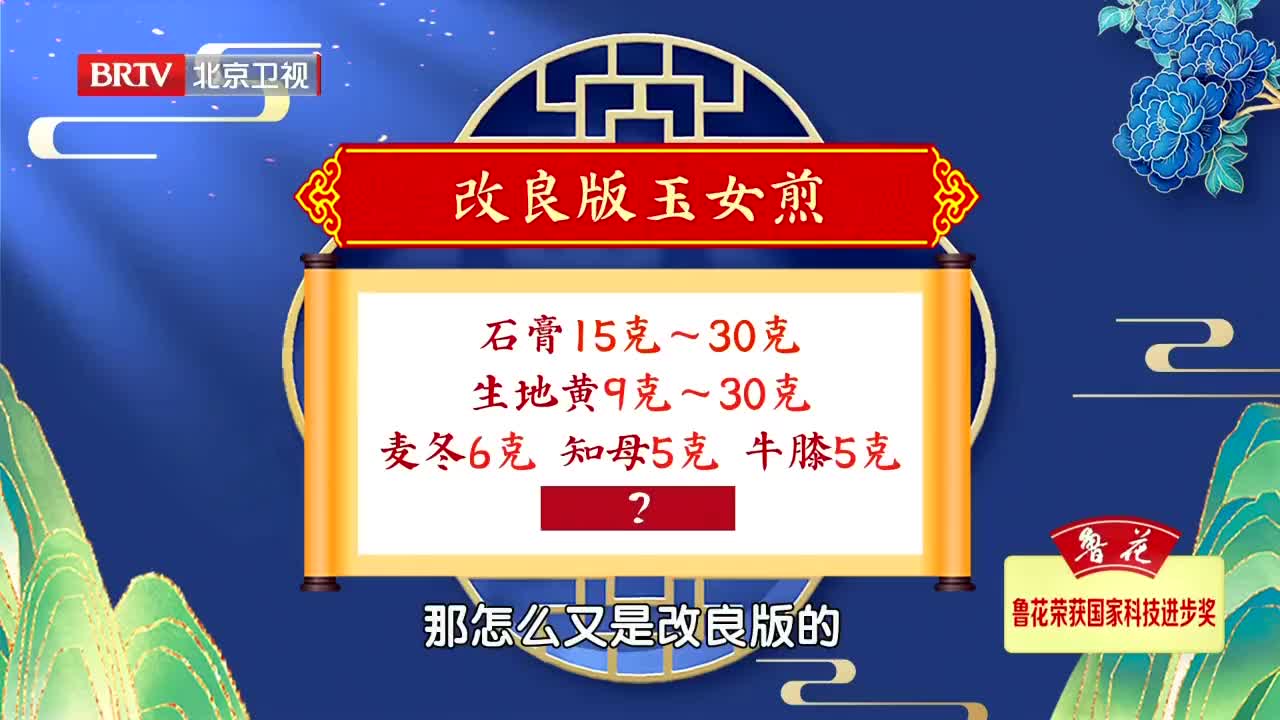 BRTV 北京卫视
改良版玉女煎
石膏15克～30克
生地黄9克～30克
麦冬6克 知母5克 牛膝5克
?
鲁花
鲁花荣获国家科技进步奖
那怎么又是改良版的